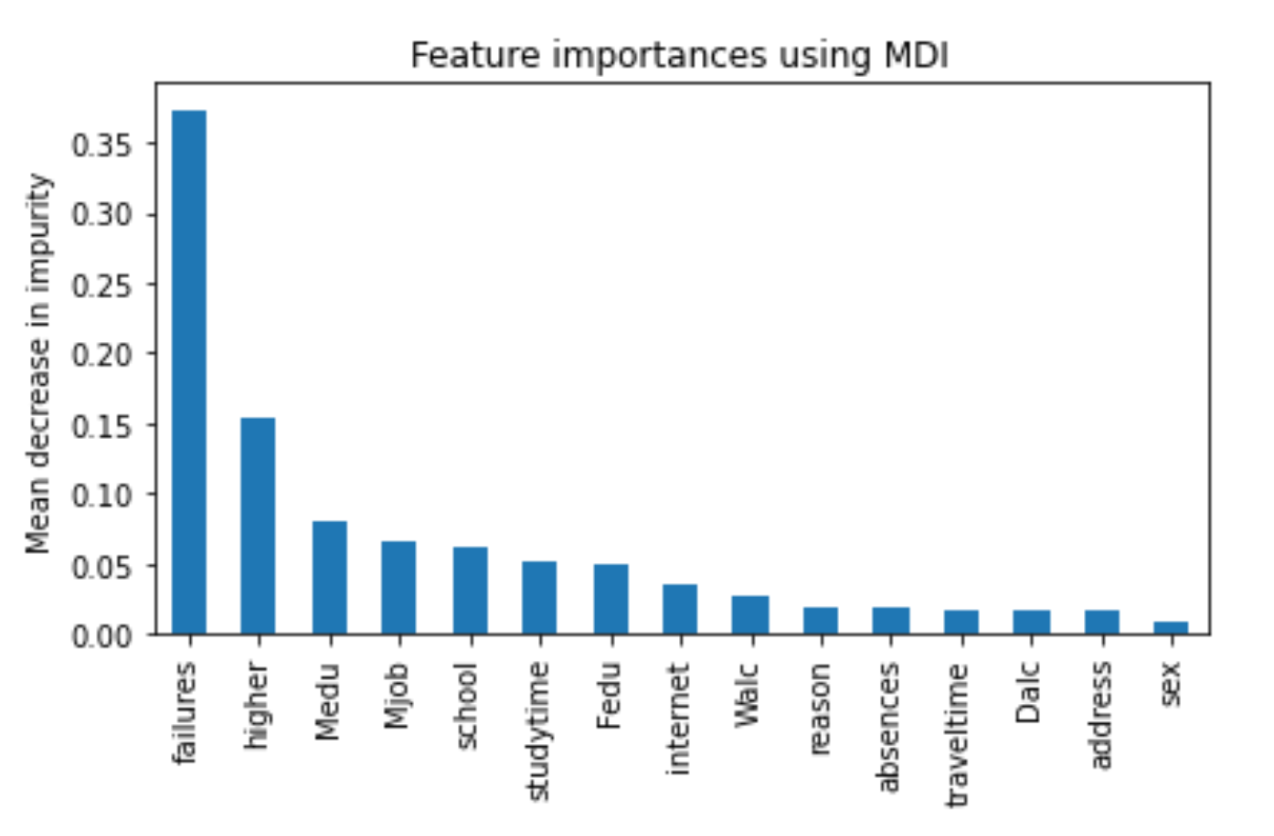 Feature importances using MDI
Mean decrease in impurity
0.35
0.30
0.25
0.20
0.15
0.10
0.05
0.00
failures
higher
Medu
Mjob
school
studytime
Fedu
internet
Walc
reason
absences
traveltime
Dalc
address
sex